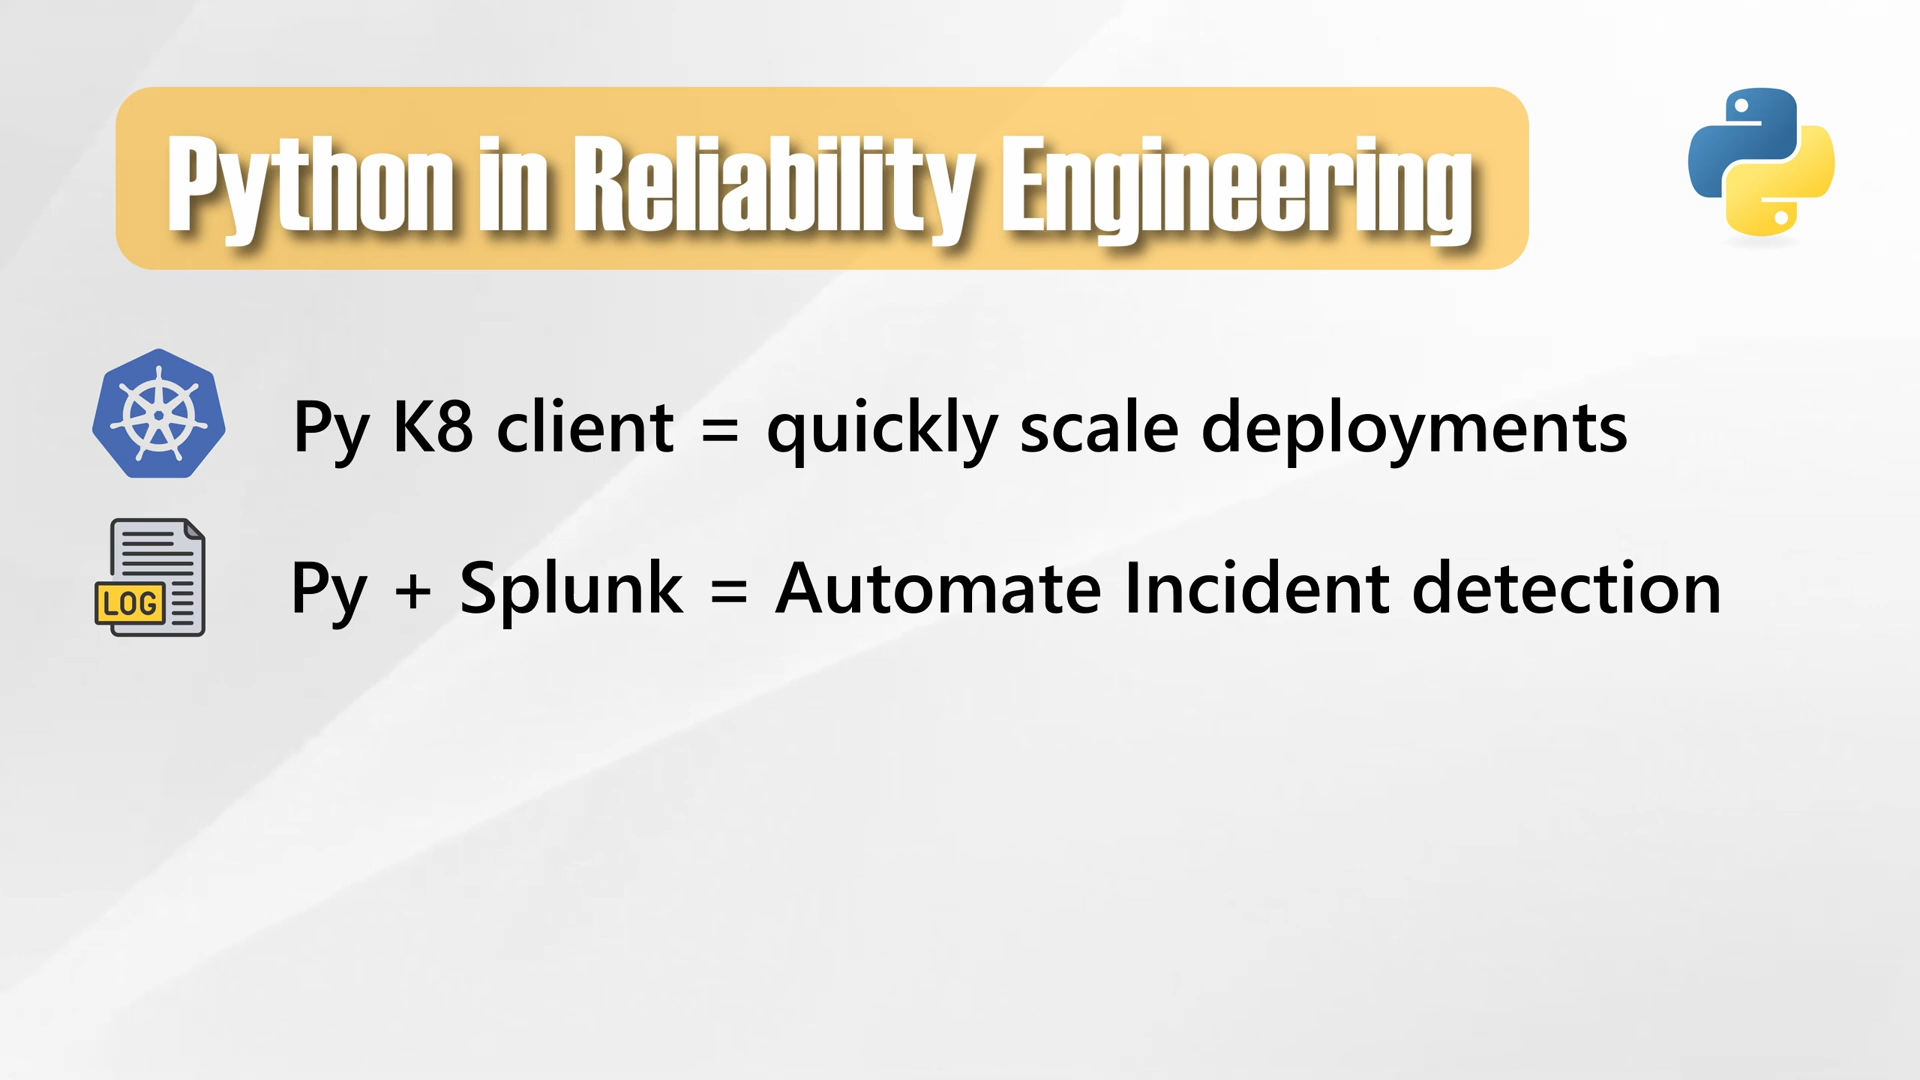 Python in Reliability Engineering
Py K8 client = quickly scale deployments
LOG
Py + Splunk = Automate Incident detection